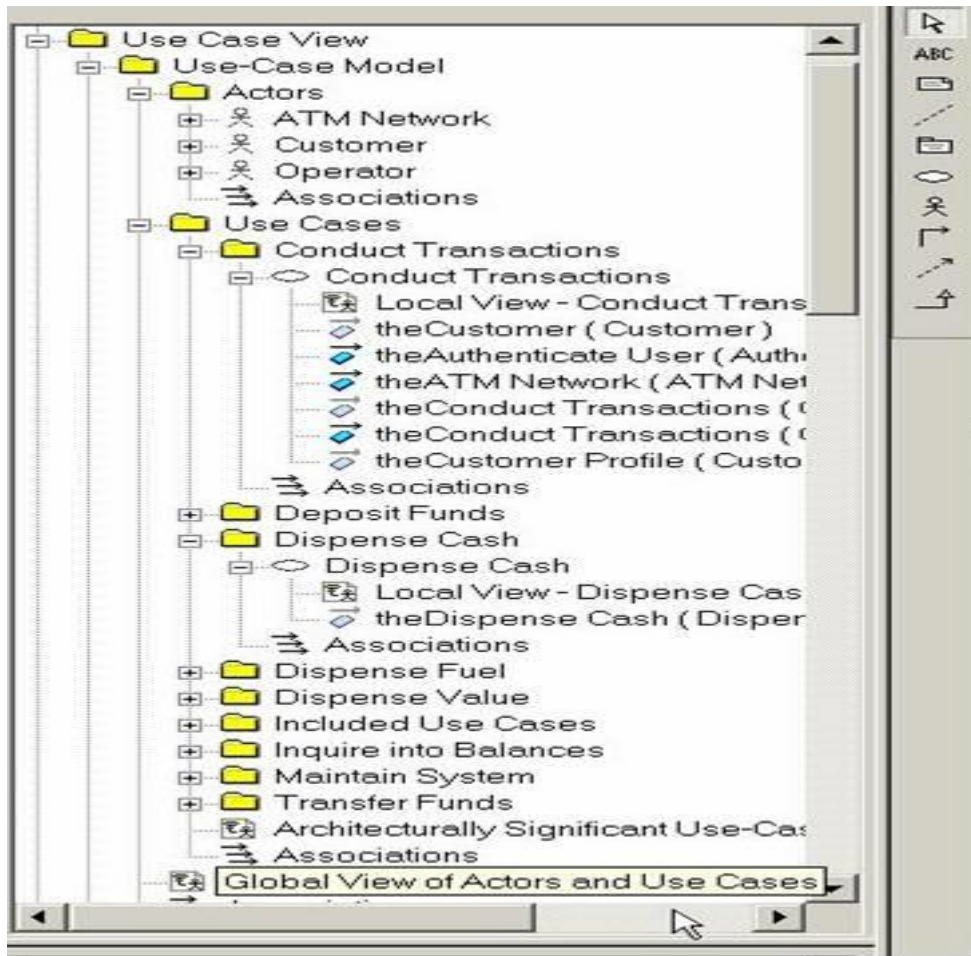 Use Case View
Use-Case Model
Actors
ATM Network
Customer
Operator
Associations
Use Cases
Conduct Transactions
Conduct Transactions
Local View - Conduct Trans
theCustomer ( Customer )
theAuthenticate User ( Authe
theATM Network ( ATM Net
theConduct Transactions ( C
theConduct Transactions ( C
theCustomer Profile ( Custo
Associations
Deposit Funds
Dispense Cash
Dispense Cash
Local View - Dispense Cas
theDispense Cash ( Disper
Associations
Dispense Fuel
Dispense Value
Included Use Cases
Inquire into Balances
Maintain System
Transfer Funds
Architecturally Significant Use-Cas
Associations
Global View of Actors and Use Cases
ABC